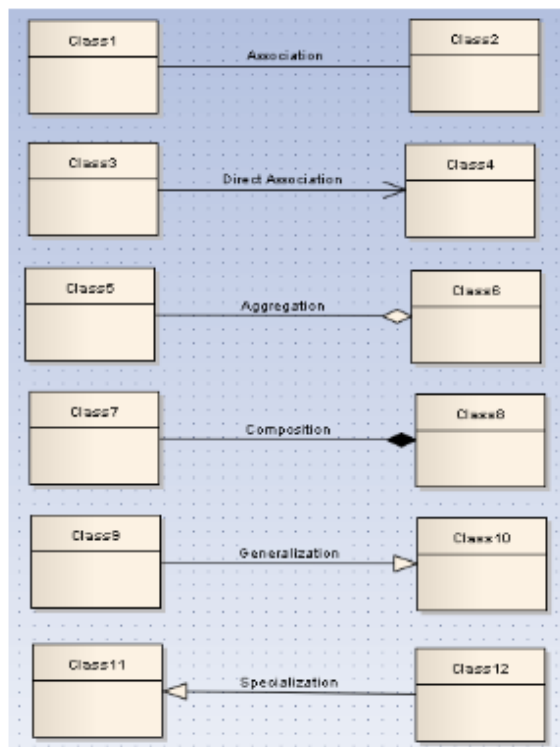 Class1
Association
Class2
Class3
Direct Association
Class4
Class5
Aggregation
Class6
Class7
Composition
Class8
Class9
Generalization
Class10
Class11
Specialization
Class12